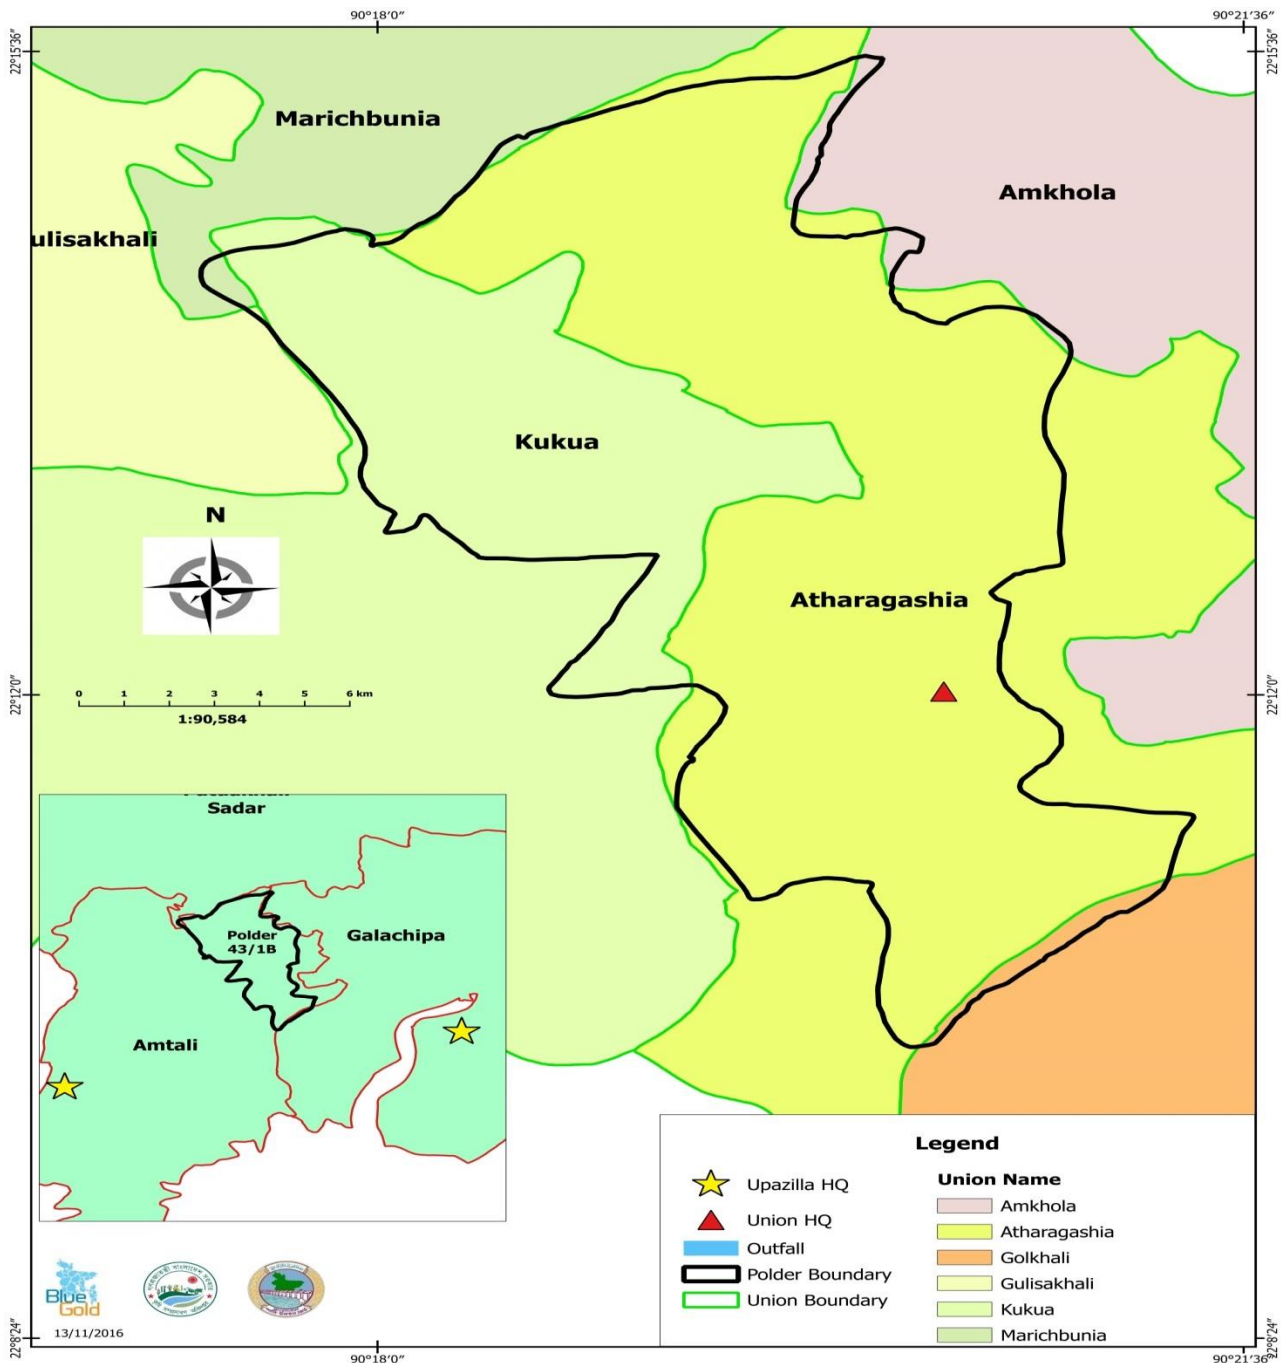 90°18'0"
90°21'36"
22°15'36"
22°15'36"
Marichbunia
Amkhola
ulisakhali
Kukua
N
Atharagashia
22°12'0"
22°12'0"
0 1 2 3 4 5 6 km
1:90,584
Sadar
Polder
43/1B
Galachipa
Amtali
Legend
Upazilla HQ
Union HQ
Outfall
Polder Boundary
Union Boundary
Union Name
Amkhola
Atharagashia
Golkhali
Gulisakhali
Kukua
Marichbunia
Blue
Gold
13/11/2016
22°8'24"
22°8'24"
90°18'0"
90°21'36"